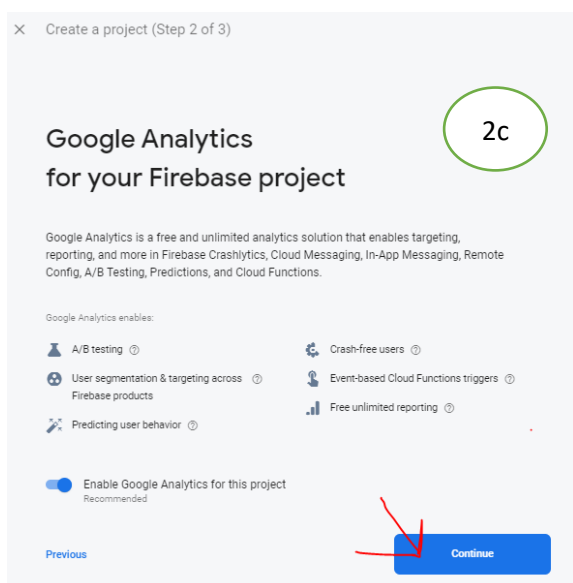 Create a project (Step 2 of 3)
2c
Google Analytics
for your Firebase project
Google Analytics is a free and unlimited analytics solution that enables targeting,
reporting, and more in Firebase Crashlytics, Cloud Messaging, In-App Messaging, Remote
Config, A/B Testing, Predictions, and Cloud Functions.
Google Analytics enables:
A/B testing
Crash-free users
User segmentation & targeting across
Firebase products
Event-based Cloud Functions triggers
Free unlimited reporting
Predicting user behavior
Enable Google Analytics for this project
Recommended
Previous
Continue